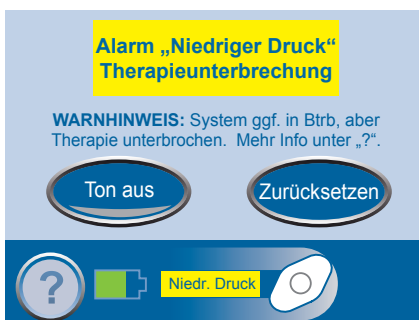 Alarm „Niedriger Druck“
Therapieunterbrechung
WARNHINWEIS: System ggf. in Btrb, aber
Therapie unterbrochen. Mehr Info unter „?“.
Ton aus
Zurücksetzen
?
Niedr. Druck